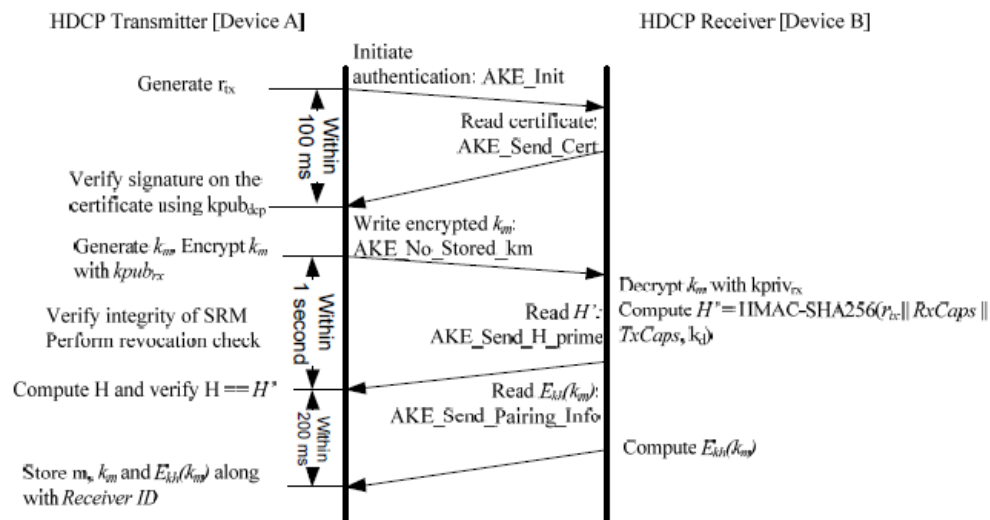 HDCP Transmitter [Device A]
HDCP Receiver [Device B]
Initiate
authentication: AKE_Init
Generate rtx
Within
100 ms
Read certificate:
AKE_Send_Cert
Verify signature on the
certificate using kpubdcp
Write encrypted km:
AKE_No_Stored_km
Generate km, Encrypt km
with kpubrx
Within
1 second
Decrypt km with kprivrx
Compute H'=HMAC-SHA256(rtx|| RxCaps ||
TxCaps, kd)
Verify integrity of SRM
Perform revocation check
Read H':
AKE_Send_H_prime
Compute H and verify H == H'
Within
200 ms
Read Ekh(km):
AKE_Send_Pairing_Info
Compute Ekh(km)
Store m, km and Ekh(km) along
with Receiver ID